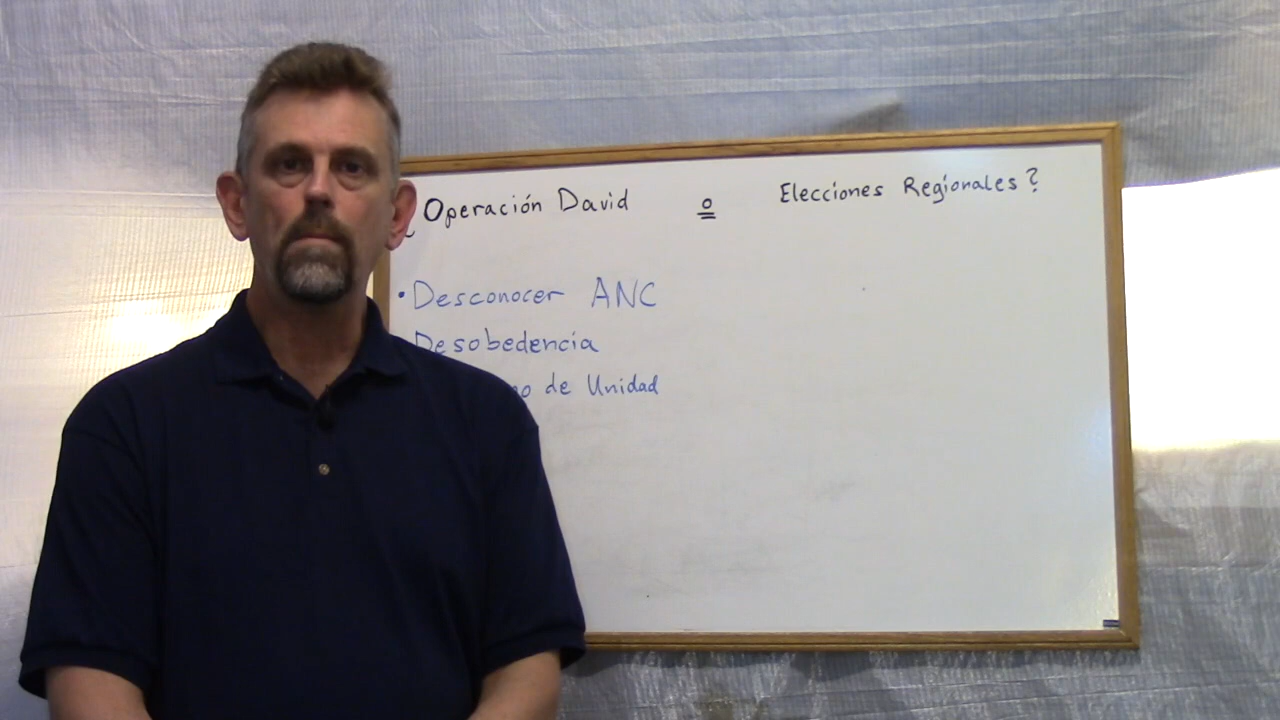 ¿Operación David o Elecciones Regionales?
• Desconocer ANC
Desobedencia
de Unidad